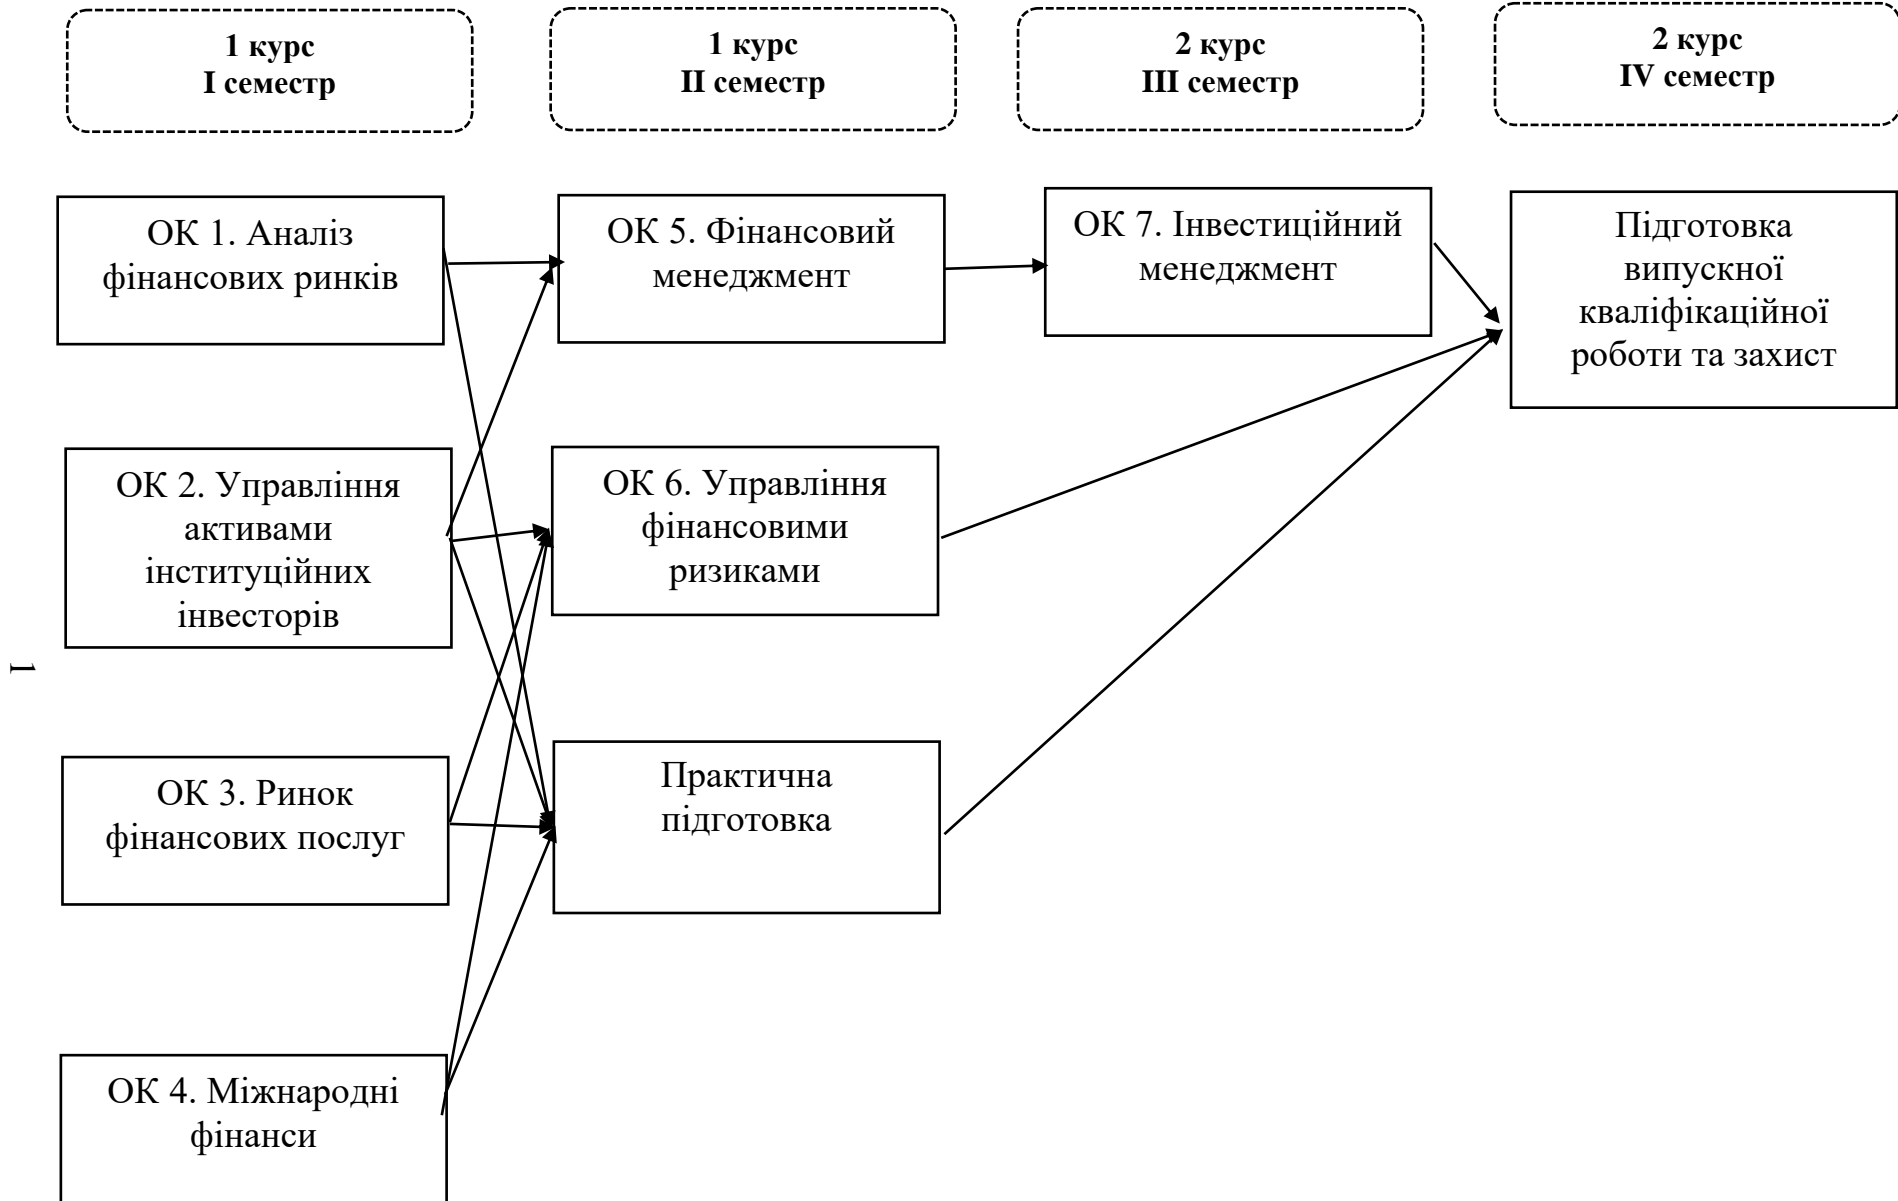 1 курс
I семестр
1 курс
II семестр
2 курс
III семестр
2 курс
IV семестр
ОК 1. Аналіз
фінансових ринків
ОК 5. Фінансовий
менеджмент
ОК 7. Інвестиційний
менеджмент
Підготовка
випускної
кваліфікаційної
роботи та захист
ОК 2. Управління
активами
інституційних
інвесторів
ОК 6. Управління
фінансовими
ризиками
1
ОК 3. Ринок
фінансових послуг
Практична
підготовка
ОК 4. Міжнародні
фінанси